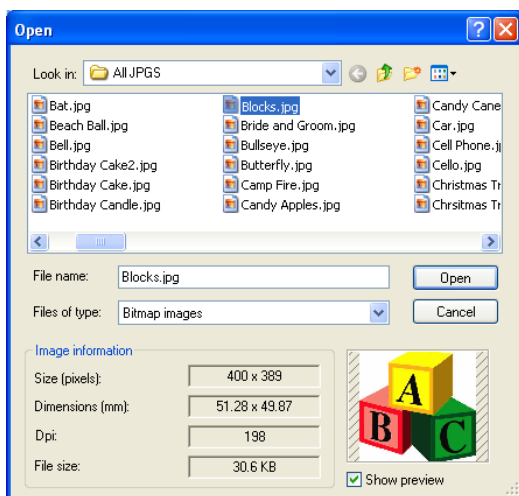 Open
Look in: All JPGS
Bat.jpg Blocks.jpg Candy Cane
Beach Ball.jpg Bride and Groom.jpg Car.jpg
Bell.jpg Bullseye.jpg Cell Phone.j
Birthday Cake2.jpg Butterfly.jpg Cello.jpg
Birthday Cake.jpg Camp Fire.jpg Christmas Tr
Birthday Candle.jpg Candy Apples.jpg Chrsitmas Tr
File name: Blocks.jpg Open
Files of type: Bitmap images Cancel
Image information
Size (pixels): 400 x 389
Dimensions (mm): 51.28 x 49.87
Dpi: 198
File size: 30.6 KB
A
B C
Show preview